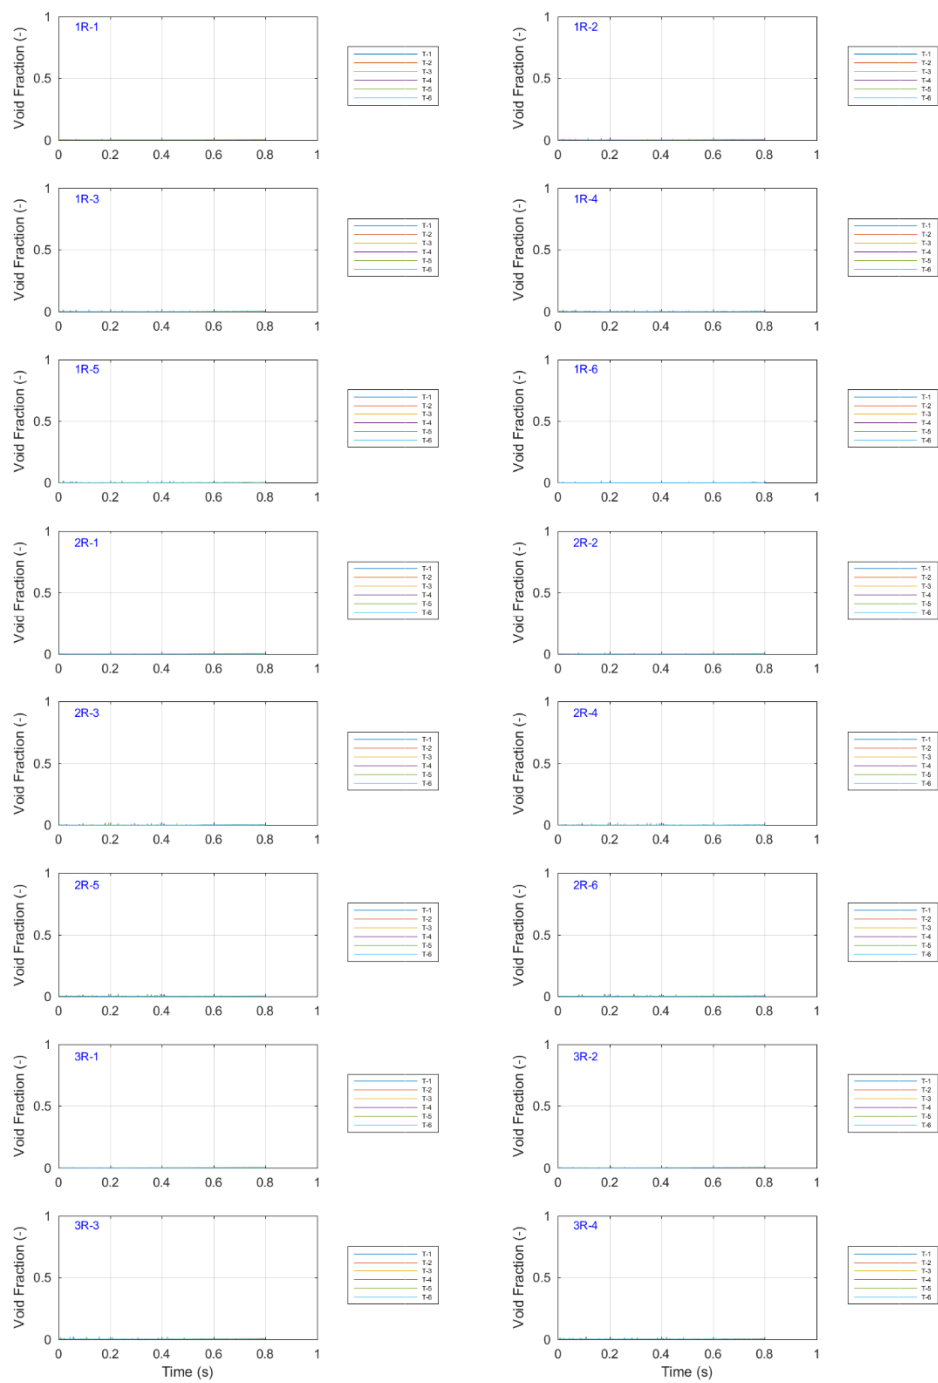 1R-1
Void Fraction (-)
1
0.5
0
0 0.2 0.4 0.6 0.8 1
T-1
T-2
T-3
T-4
T-5
T-6
1R-2
Void Fraction (-)
1
0.5
0
0 0.2 0.4 0.6 0.8 1
T-1
T-2
T-3
T-4
T-5
T-6
1R-3
Void Fraction (-)
1
0.5
0
0 0.2 0.4 0.6 0.8 1
T-1
T-2
T-3
T-4
T-5
T-6
1R-4
Void Fraction (-)
1
0.5
0
0 0.2 0.4 0.6 0.8 1
T-1
T-2
T-3
T-4
T-5
T-6
1R-5
Void Fraction (-)
1
0.5
0
0 0.2 0.4 0.6 0.8 1
T-1
T-2
T-3
T-4
T-5
T-6
1R-6
Void Fraction (-)
1
0.5
0
0 0.2 0.4 0.6 0.8 1
T-1
T-2
T-3
T-4
T-5
T-6
2R-1
Void Fraction (-)
1
0.5
0
0 0.2 0.4 0.6 0.8 1
T-1
T-2
T-3
T-4
T-5
T-6
2R-2
Void Fraction (-)
1
0.5
0
0 0.2 0.4 0.6 0.8 1
T-1
T-2
T-3
T-4
T-5
T-6
2R-3
Void Fraction (-)
1
0.5
0
0 0.2 0.4 0.6 0.8 1
T-1
T-2
T-3
T-4
T-5
T-6
2R-4
Void Fraction (-)
1
0.5
0
0 0.2 0.4 0.6 0.8 1
T-1
T-2
T-3
T-4
T-5
T-6
2R-5
Void Fraction (-)
1
0.5
0
0 0.2 0.4 0.6 0.8 1
T-1
T-2
T-3
T-4
T-5
T-6
2R-6
Void Fraction (-)
1
0.5
0
0 0.2 0.4 0.6 0.8 1
T-1
T-2
T-3
T-4
T-5
T-6
3R-1
Void Fraction (-)
1
0.5
0
0 0.2 0.4 0.6 0.8 1
T-1
T-2
T-3
T-4
T-5
T-6
3R-2
Void Fraction (-)
1
0.5
0
0 0.2 0.4 0.6 0.8 1
T-1
T-2
T-3
T-4
T-5
T-6
3R-3
Void Fraction (-)
1
0.5
0
0 0.2 0.4 0.6 0.8 1
Time (s)
T-1
T-2
T-3
T-4
T-5
T-6
3R-4
Void Fraction (-)
1
0.5
0
0 0.2 0.4 0.6 0.8 1
Time (s)
T-1
T-2
T-3
T-4
T-5
T-6